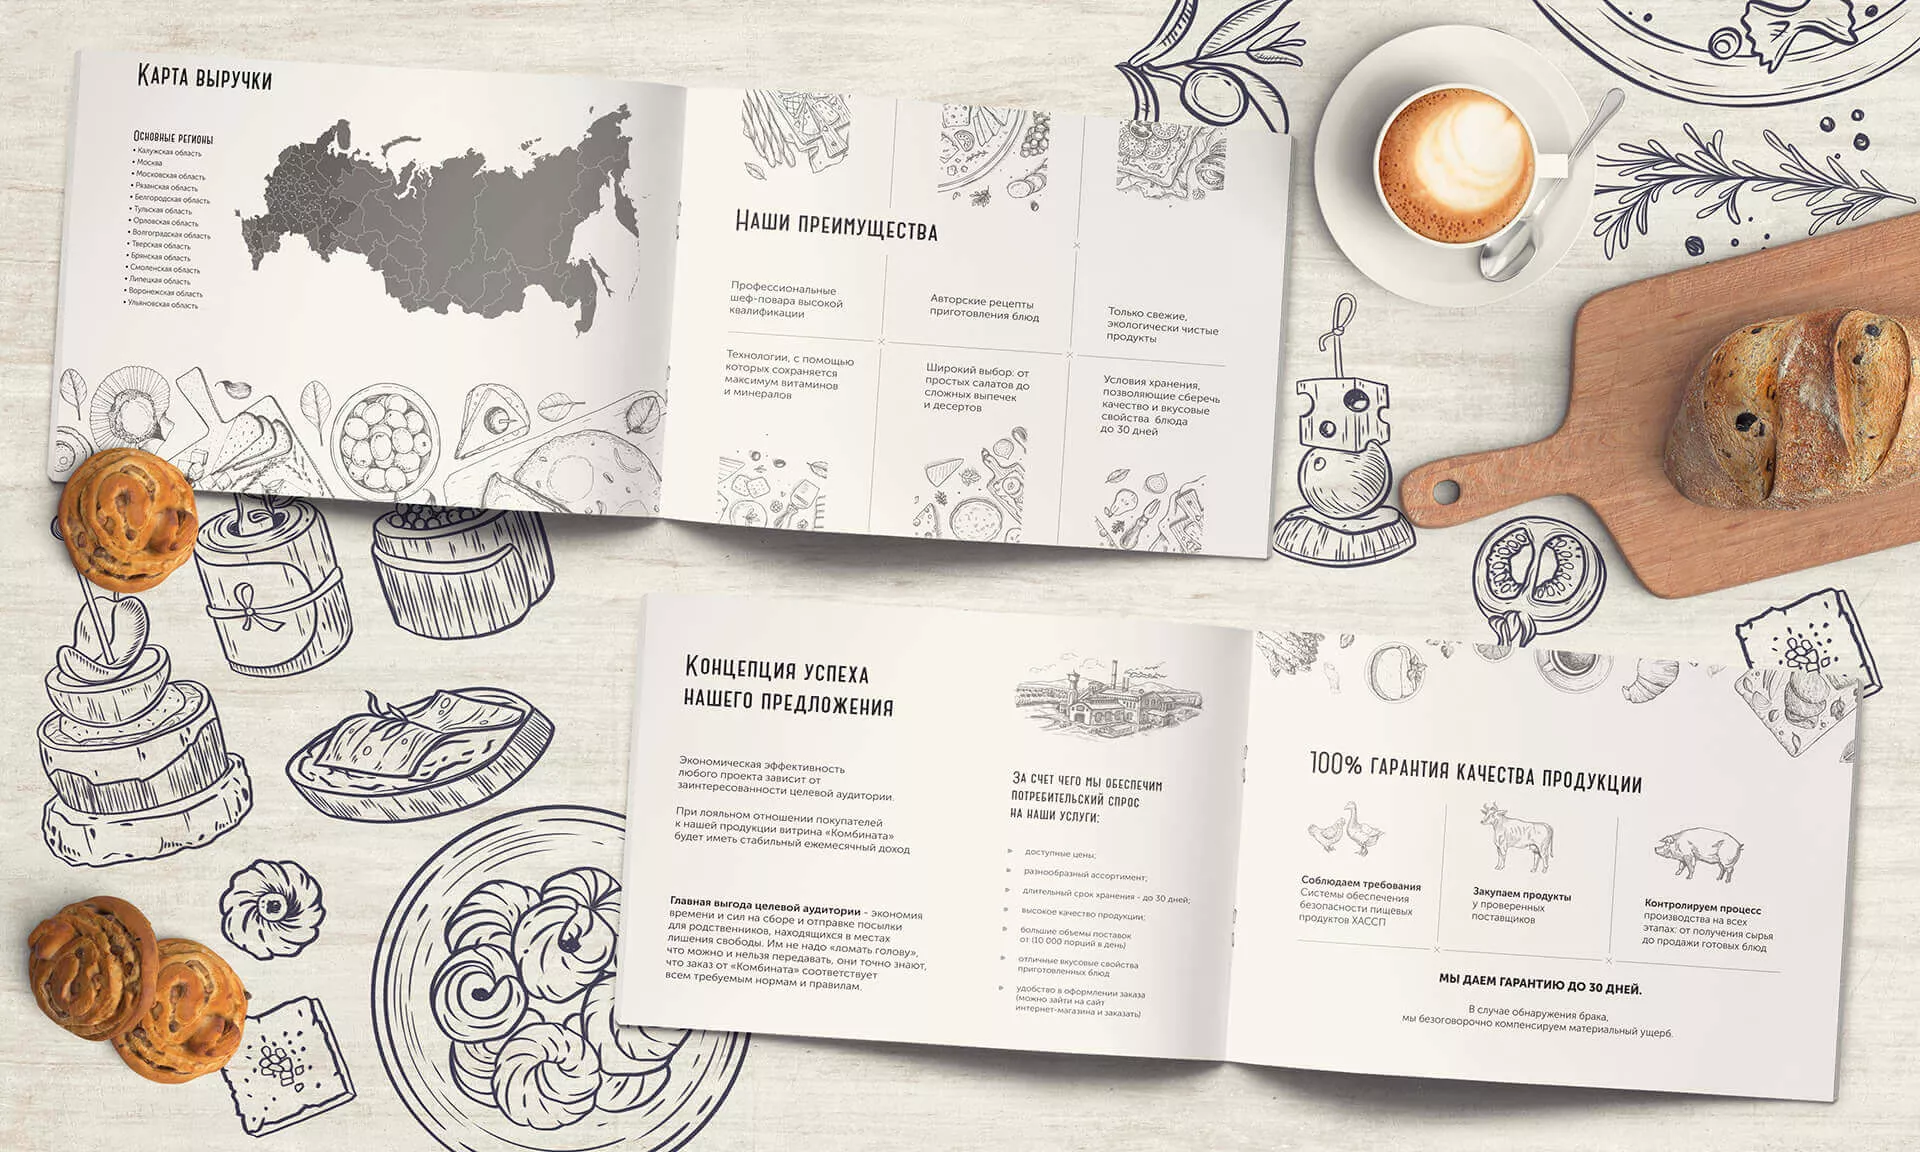 Карта выручки
Основные регионы
• Калужская область
• Москва
• Московская область
• Рязанская область
• Белгородская область
• Тульская область
• Орловская область
• Волгоградская область
• Тверская область
• Брянская область
• Смоленская область
• Липецкая область
• Воронежская область
• Ульяновская область
Наши преимущества
Профессиональные
шеф-повара высокой
квалификации
Авторские рецепты
приготовления блюд
Только свежие,
экологически чистые
продукты
Технологии, с помощью
которых сохраняется
максимум витаминов
и минералов
Широкий выбор: от
простых салатов до
сложных выпечек
и десертов
Условия хранения,
позволяющие сберечь
качество и вкусовые
свойства блюда
до 30 дней
Концепция успеха
нашего предложения
Экономическая эффективность
любого проекта зависит от
заинтересованности целевой аудитории.
При лояльном отношении покупателей
к нашей продукции витрина «Комбината»
будет иметь стабильный ежемесячный доход
Главная выгода целевой аудитории - экономия
времени и сил на сборе и отправке посылки
для родственников, находящихся в местах
лишения свободы. Им не надо «ломать голову»,
что можно и нельзя передавать, они точно знают,
что заказ от «Комбината» соответствует
всем требуемым нормам и правилам.
За счет чего мы обеспечим
потребительский спрос
на наши услуги:
доступные цены;
разнообразный ассортимент;
длительный срок хранения - до 30 дней;
высокое качество продукции;
большие объемы поставок
от (10 000 порций в день)
отличные вкусовые свойства
приготовленных блюд
удобство в оформлении заказа
(можно зайти на сайт
интернет-магазина и заказать)
100% гарантия качества продукции
Соблюдаем требования
Системы обеспечения
безопасности пищевых
продуктов ХАССП
Закупаем продукты
у проверенных
поставщиков
Контролируем процесс
производства на всех
этапах: от получения сырья
до продажи готовых блюд
МЫ ДАЕМ ГАРАНТИЮ ДО 30 ДНЕЙ.
В случае обнаружения брака,
мы безоговорочно компенсируем материальный ущерб.